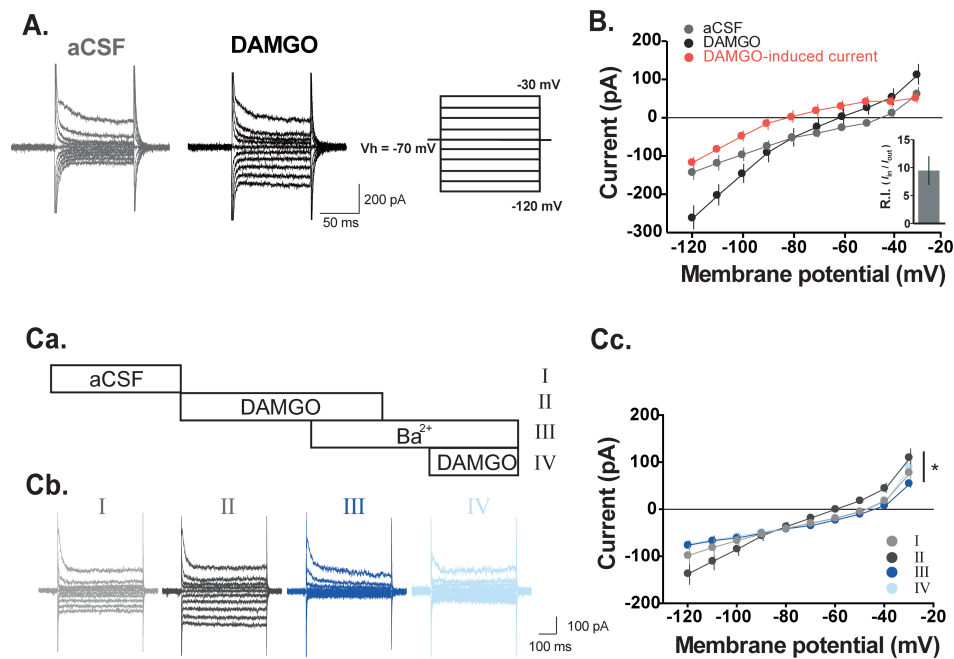 A.
aCSF
DAMGO
-30 mV
Vh = -70 mV
-120 mV
200 pA
50 ms
B.
aCSF
DAMGO
DAMGO-induced current
Current (pA)
200
100
0
-100
-200
-300
-120
-100
-80
-60
-40
-20
Membrane potential (mV)
R.I. (Iin / Iout)
15
10
5
0
Ca.
aCSF
DAMGO
Ba2+
DAMGO
I
II
III
IV
Cb.
I
II
III
IV
100 pA
100 ms
Cc.
Current (pA)
200
100
0
-100
-200
-120
-100
-80
-60
-40
-20
Membrane potential (mV)
*
I
II
III
IV